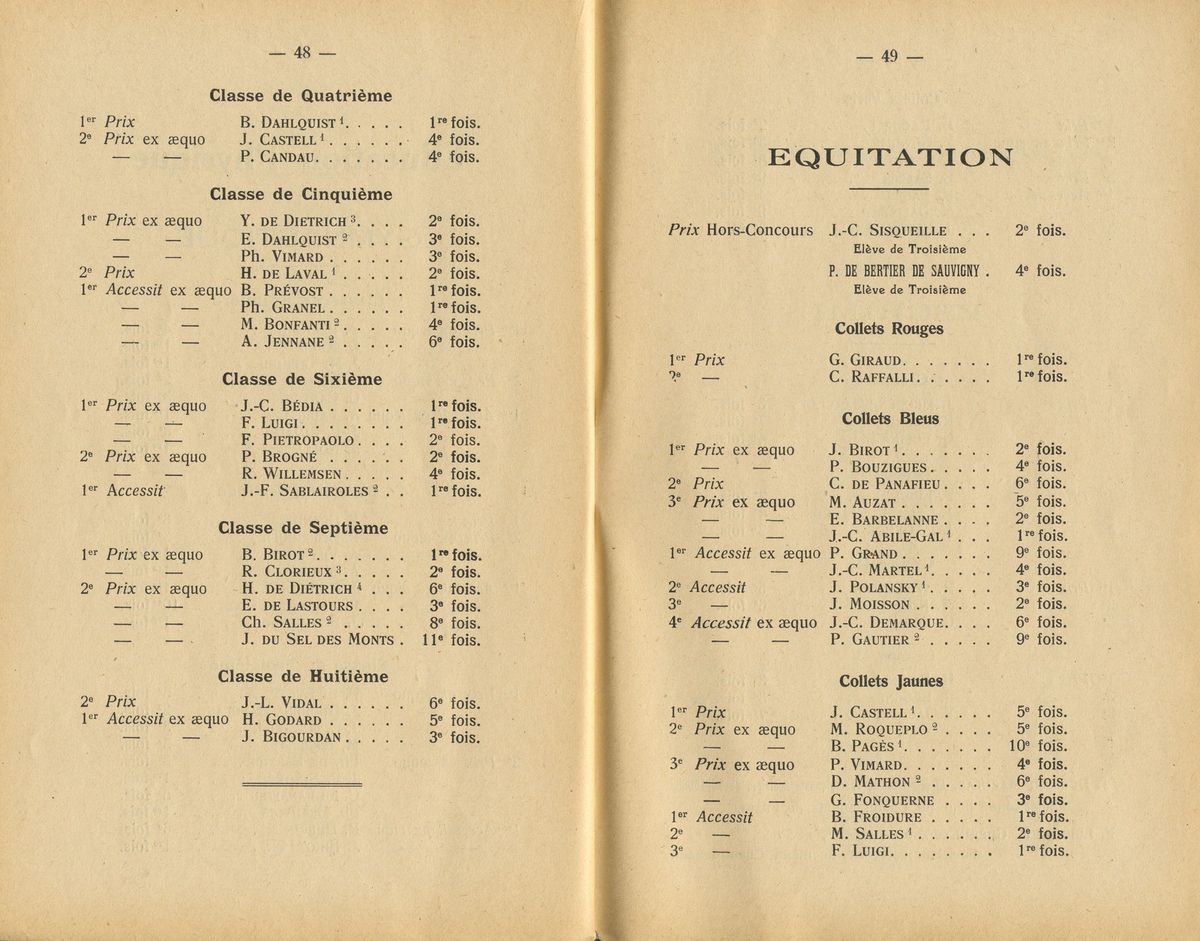 — 48 —
Classe de Quatrième
1er Prix B. DAHLQUIST 1. . . . . 1re fois.
2e Prix ex æquo J. CASTELL 1 . . . . . . 4e fois.
— — P. CANDAU. . . . . . . 4e fois.
Classe de Cinquième
1er Prix ex æquo Y. DE DIETRICH 3. . . . 2e fois.
— — E. DAHLQUIST 2 . . . . 3e fois.
— — Ph. VIMARD . . . . . . 3e fois.
2e Prix H. DE LAVAL 1 . . . . . 2e fois.
1er Accessit ex æquo B. PRÉVOST . . . . . . 1re fois.
— — Ph. GRANEL . . . . . . 1re fois.
— — M. BONFANTI 2 . . . . . 4e fois.
— — A. JENNANE 2 . . . . . 6e fois.
Classe de Sixième
1er Prix ex æquo J.-C. BÉDIA . . . . . . 1re fois.
— — F. LUIGI . . . . . . . . 1re fois.
— — F. PIETROPAOLO . . . . 2e fois.
2e Prix ex æquo P. BROGNÉ . . . . . . 2e fois.
— — R. WILLEMSEN . . . . . 4e fois.
1er Accessit J.-F. SABLAIROLES 2 . . 1re fois.
Classe de Septième
1er Prix ex æquo B. BIROT 2. . . . . . . 1re fois.
— — R. CLORIEUX 3. . . . . 2e fois.
2e Prix ex æquo H. DE DIÉTRICH 4 . . . 6e fois.
— — E. DE LASTOURS . . . . 3e fois.
— — Ch. SALLES 2 . . . . . 8e fois.
— — J. DU SEL DES MONTS . 11e fois.
Classe de Huitième
2e Prix J.-L. VIDAL . . . . . . 6e fois.
1er Accessit ex æquo H. GODARD . . . . . . 5e fois.
— — J. BIGOURDAN . . . . . 3e fois.
— 49 —
EQUITATION
Prix Hors-Concours J.-C. SISQUEILLE . . . 2e fois.
Elève de Troisième
P. DE BERTIER DE SAUVIGNY . 4e fois.
Elève de Troisième
Collets Rouges
1er Prix G. GIRAUD. . . . . . . 1re fois.
2e — C. RAFFALLI. . . . . . 1re fois.
Collets Bleus
1er Prix ex æquo J. BIROT 1. . . . . . . 2e fois.
— — P. BOUZIGUES. . . . . 4e fois.
2e Prix C. DE PANAFIEU . . . . 6e fois.
3e Prix ex æquo M. AUZAT . . . . . . . 5e fois.
— — E. BARBELANNE . . . . 2e fois.
— — J.-C. ABILE-GAL 1 . . . 1re fois.
1er Accessit ex æquo P. GRAND . . . . . . . 9e fois.
— — J.-C. MARTEL 1. . . . . 4e fois.
2e Accessit J. POLANSKY 1 . . . . . 3e fois.
3e — J. MOISSON . . . . . . 2e fois.
4e Accessit ex æquo J.-C. DEMARQUE. . . . 6e fois.
— — P. GAUTIER 2 . . . . . 9e fois.
Collets Jaunes
1er Prix J. CASTELL 1. . . . . . 5e fois.
2e Prix ex æquo M. ROQUEPLO 2 . . . . 5e fois.
— — B. PAGÈS 1. . . . . . . 10e fois.
3e Prix ex æquo P. VIMARD. . . . . . . 4e fois.
— — D. MATHON 2 . . . . . 6e fois.
— — G. FONQUERNE . . . . 3e fois.
1er Accessit B. FROIDURE . . . . . 1re fois.
2e — M. SALLES 1 . . . . . . 2e fois.
3e — F. LUIGI. . . . . . . . 1re fois.